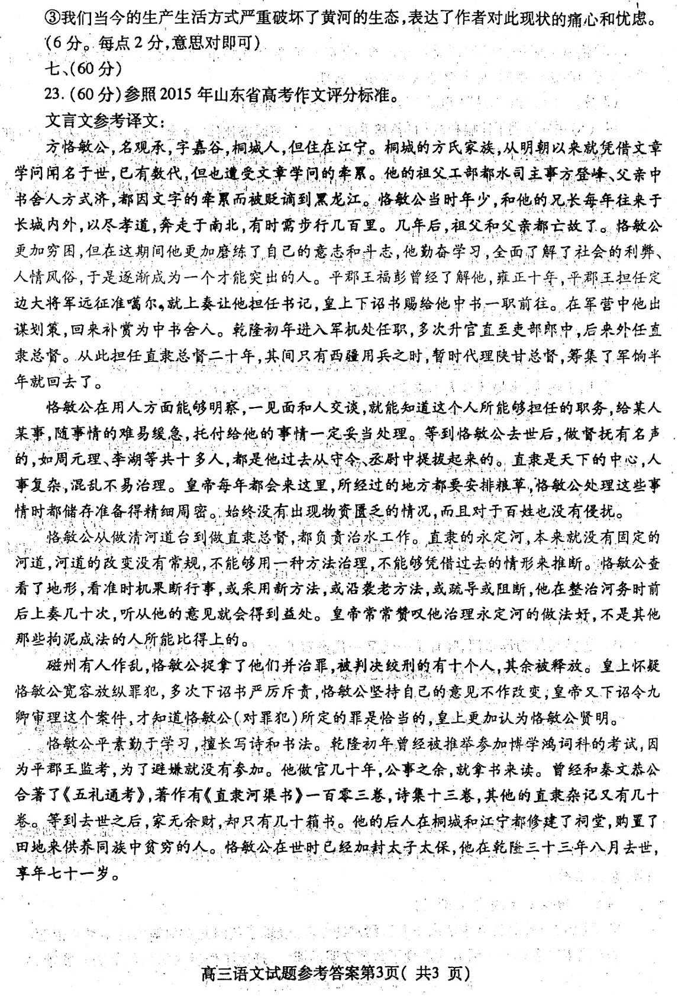 ③我们当今的生产生活方式严重破坏了黄河的生态,表达了作者对此现状的痛心和忧虑。
(6 分。每点 2 分,意思对即可)
七、(60 分)
23. (60 分)参照 2015 年山东省高考作文评分标准。
文言文参考译文:
方恪敏公,名观承,字嘉谷,桐城人,但住在江宁。桐城的方氏家族,从明朝以来就凭借文章
学问闻名于世,已有数代,但也遭受文章学问的牵累。他的祖父工部都水司主事方登峰、父亲中
书舍人方式济,都因文字的牵累而被贬谪到黑龙江。恪敏公当时年少,和他的兄长每年往来于
长城内外,以尽孝道,奔走于南北,有时需步行几百里。几年后,祖父和父亲都亡故了。恪敏公
更加穷困,但在这期间他更加磨练了自己的意志和斗志,他勤奋学习,全面了解了社会的利弊、
人情风俗,于是逐渐成为一个才能突出的人。平郡王福彭曾经了解他,雍正十年,平郡王担任定
边大将军远征准噶尔。就上奏让他担任书记,皇上下诏书赐给他中书一职前往。在军营中他出
谋划策,回来补赏为中书舍人。乾隆初年进入军机处任职,多次升官直至吏部郎中,后来外任直
隶总督。从此担任直隶总督二十年,其间只有西疆用兵之时,暂时代理陕甘总督,筹集了军饷半
年就回去了。
恪敏公在用人方面能够明察,一见面和人交谈,就能知道这个人所能够担任的职务,给某人
某事,随事情的难易缓急,托付给他的事情一定妥当处理。等到恪敏公去世后,做督抚有名声
的,如周元理、李湖等共十多人,都是他过去从守令、丞尉中提拔起来的。直隶是天下的中心,人
事复杂,混乱不易治理。皇帝每年都会来这里,所经过的地方都要安排粮草,恪敏公处理这些事
情时都储存准备得精细周密。始终没有出现物资匮乏的情况,而且对于百姓也没有侵扰。
恪敏公从做清河道台到做直隶总督,都负责治水工作。直隶的永定河,本来就没有固定的
河道,河道的改变没有常规,不能够用一种方法治理,不能够凭借过去的情形来推断。恪敏公查
看了地形,看准时机果断行事,或采用新方法,或沿袭老方法,或疏导或阻断,他在整治河务时前
后上奏几十次,听从他的意见就会得到益处。皇帝常常赞叹他治理永定河的做法好,不是其他
那些拘泥成法的人所能比得上的。
磁州有人作乱,恪敏公捉拿了他们并治罪,被判决绞刑的有十个人,其余被释放。皇上怀疑
恪敏公宽容放纵罪犯,多次下诏书严厉斥责,恪敏公坚持自己的意见不作改变;皇帝又下诏令九
卿审理这个案件,才知道恪敏公(对罪犯)所定的罪是恰当的,皇上更加认为恪敏公贤明。
恪敏公平素勤于学习,擅长写诗和书法。乾隆初年曾经被推举参加博学鸿词科的考试,因
为平郡王监考,为了避嫌就没有参加。他做官几十年,公事之余,就拿书来读。曾经和秦文恭公
合著了《五礼通考》,著作有《直隶河渠书》一百零三卷,诗集十三卷,其他的直隶杂记又有几十
卷。等到去世之后,家无余财,却只有几十箱书。他的后人在桐城和江宁都修建了祠堂,购置了
田地来供养同族中贫穷的人。恪敏公在世时已经加封太子太保,他在乾隆三十三年八月去世,
享年七十一岁。
高三语文试题参考答案第3页( 共3 页)